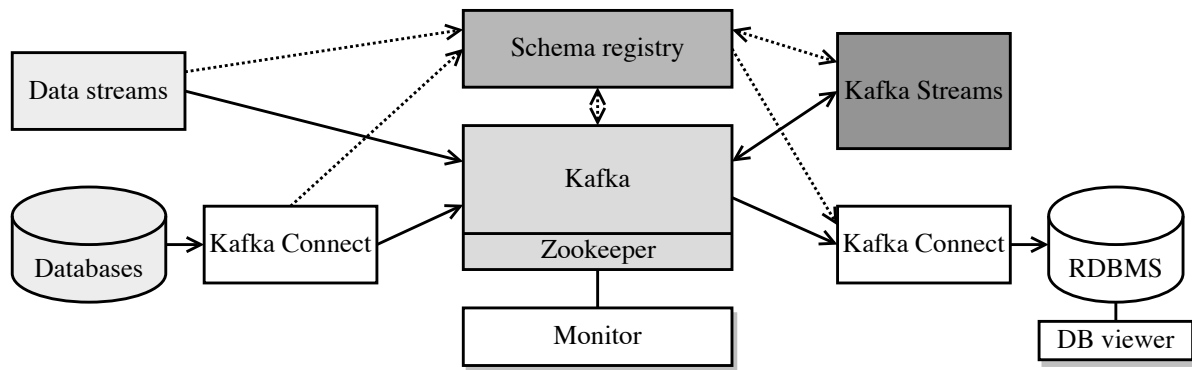 Schema registry
Data streams
Kafka Streams
Kafka
Kafka Connect
Kafka Connect
Zookeeper
Databases
RDBMS
Monitor
DB viewer